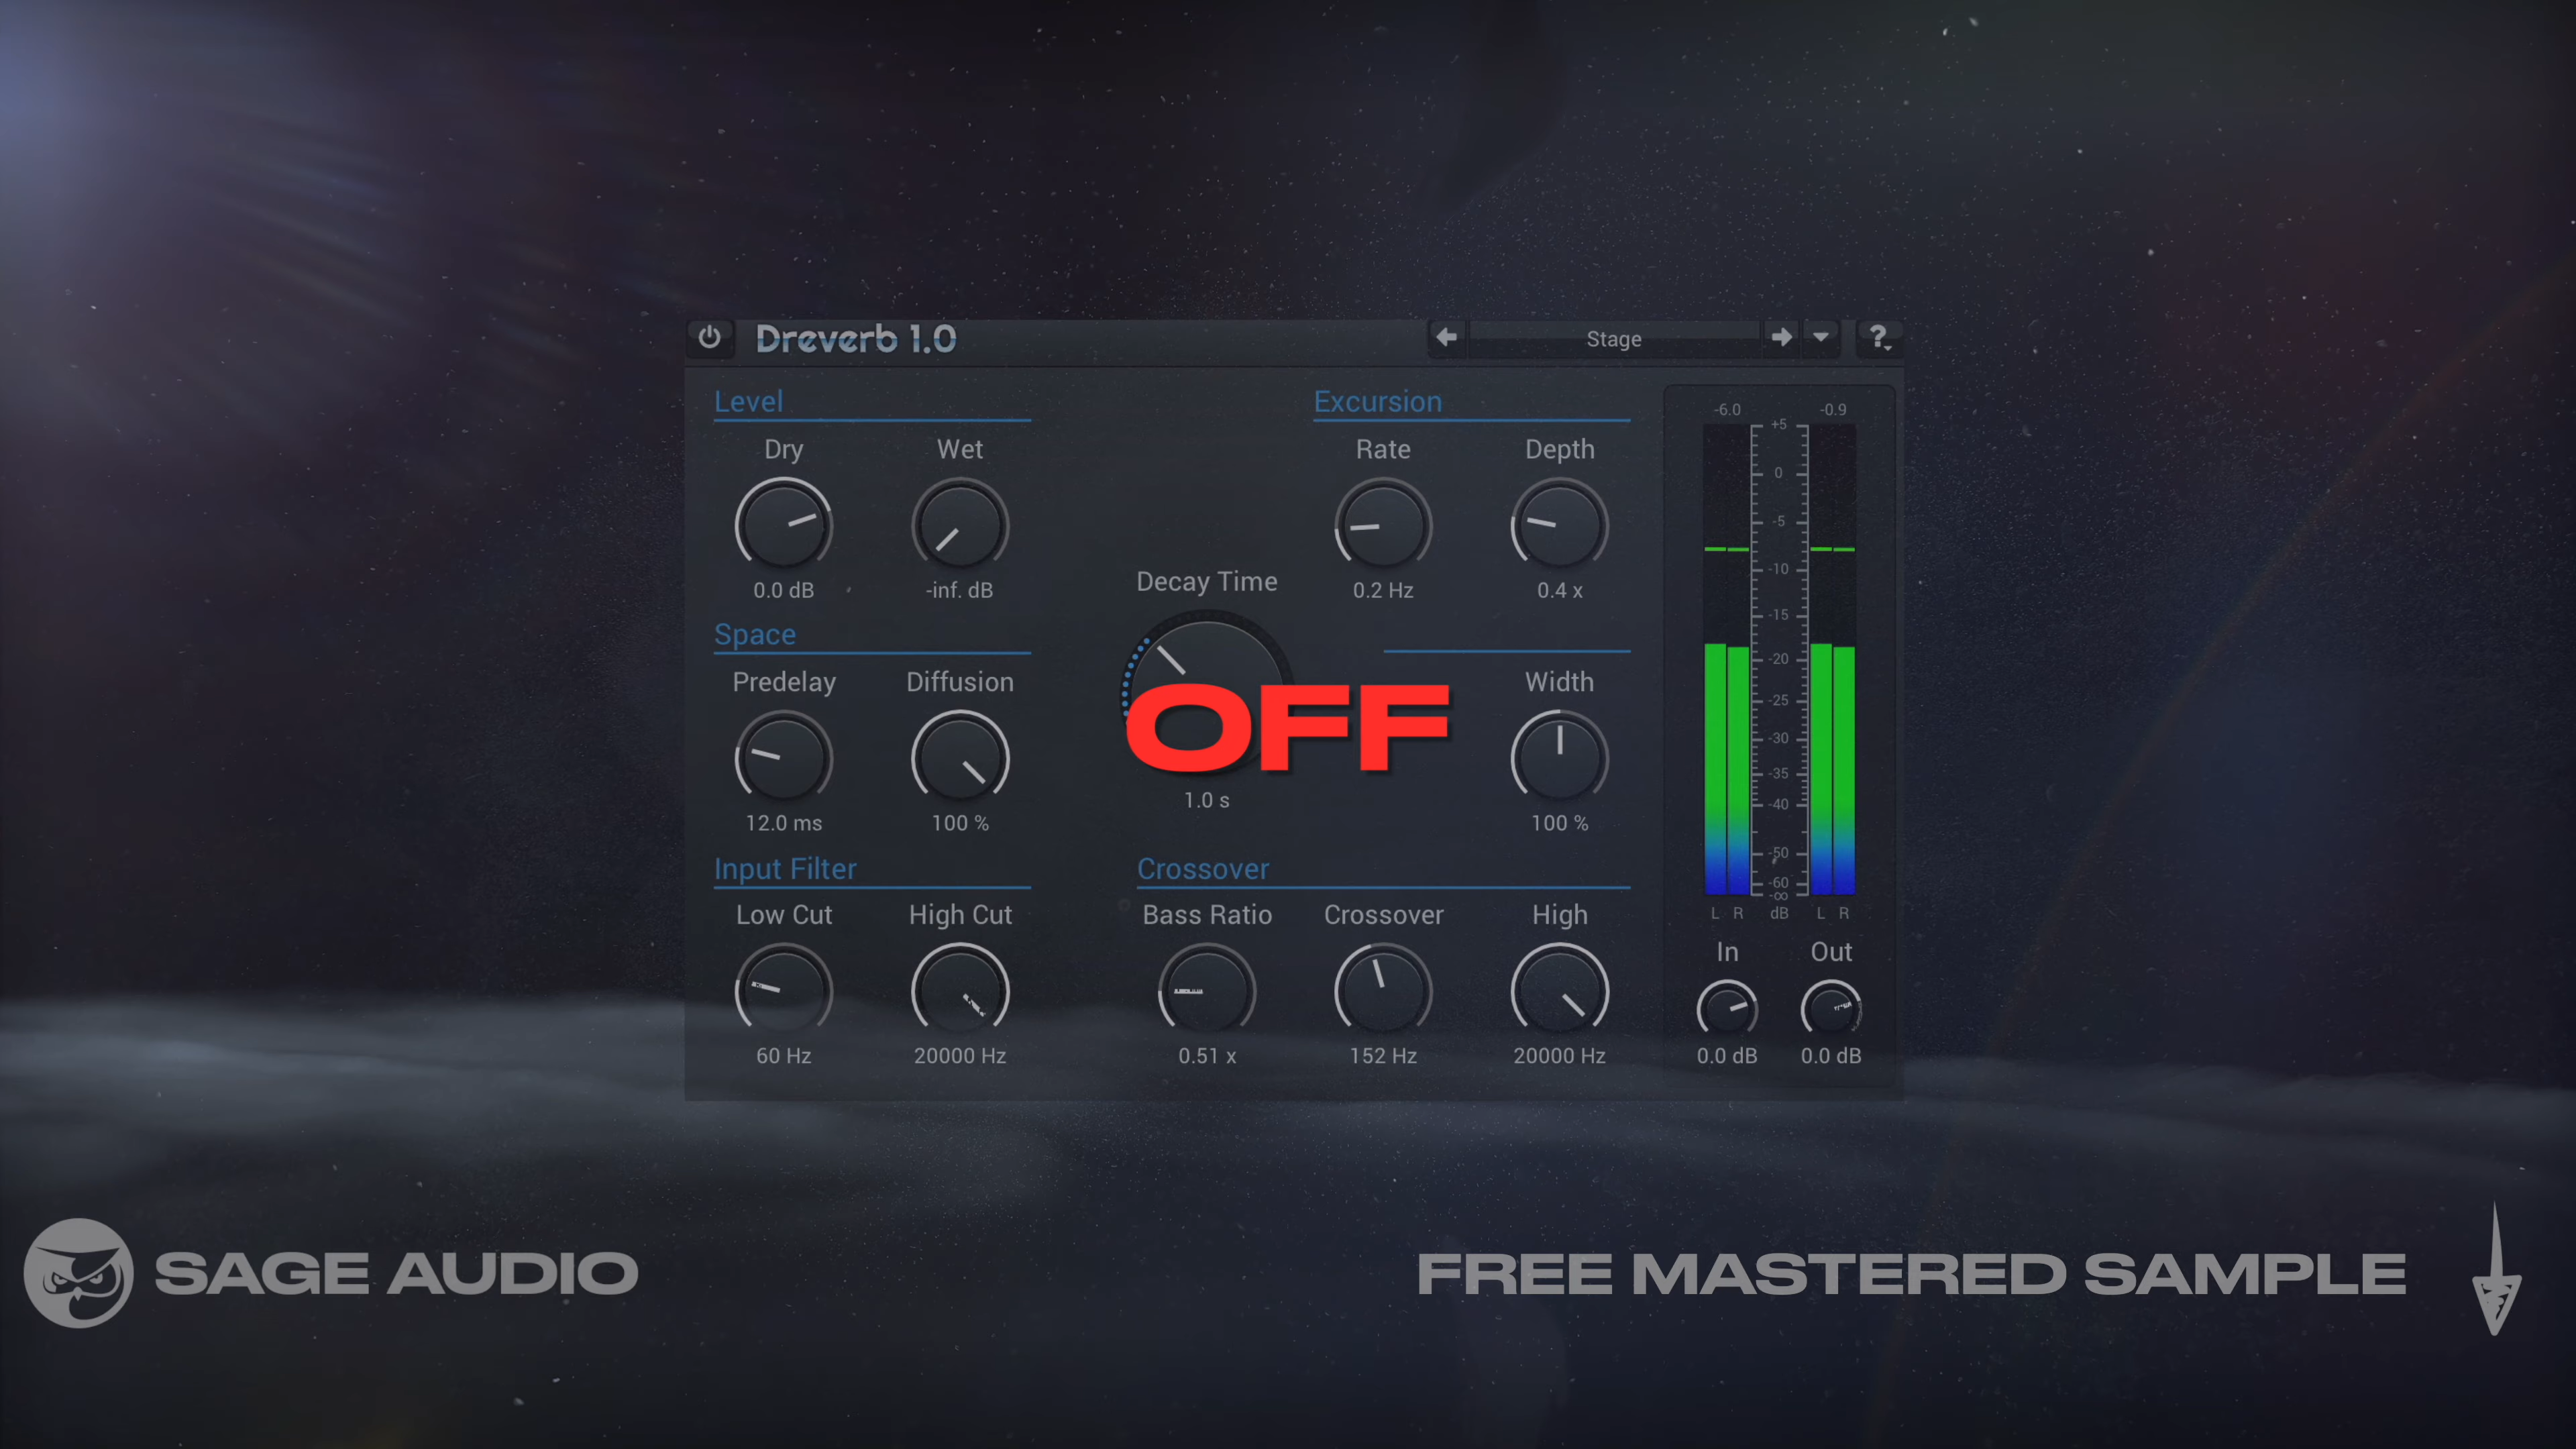 Dreverb 1.0
Stage
?
Level
Dry
Wet
0.0 dB
-inf. dB
Space
Predelay
Diffusion
12.0 ms
100 %
Input Filter
Low Cut
High Cut
60 Hz
20000 Hz
Decay Time
OFF
1.0 s
Excursion
Rate
Depth
0.2 Hz
0.4 x
Width
100 %
Crossover
Bass Ratio
Crossover
High
0.51 x
152 Hz
20000 Hz
-6.0
-0.9
+5
0
-5
-10
-15
-20
-25
-30
-35
-40
-50
-60
-∞
L R dB L R
In
Out
0.0 dB
0.0 dB
SAGE AUDIO
FREE MASTERED SAMPLE